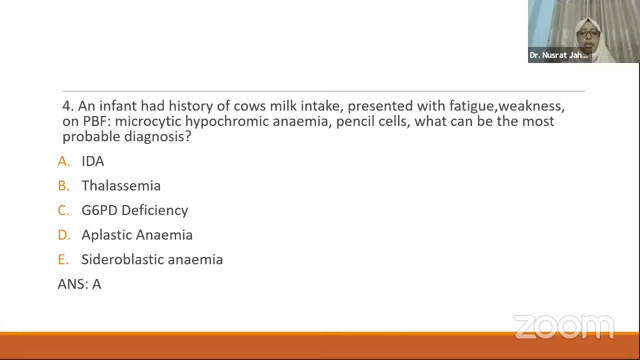 Dr. Nusrat Jah...
4. An infant had history of cows milk intake, presented with fatigue,weakness,
on PBF: microcytic hypochromic anaemia, pencil cells, what can be the most
probable diagnosis?
A. IDA
B. Thalassemia
C. G6PD Deficiency
D. Aplastic Anaemia
E. Sideroblastic anaemia
ANS: A
zoom